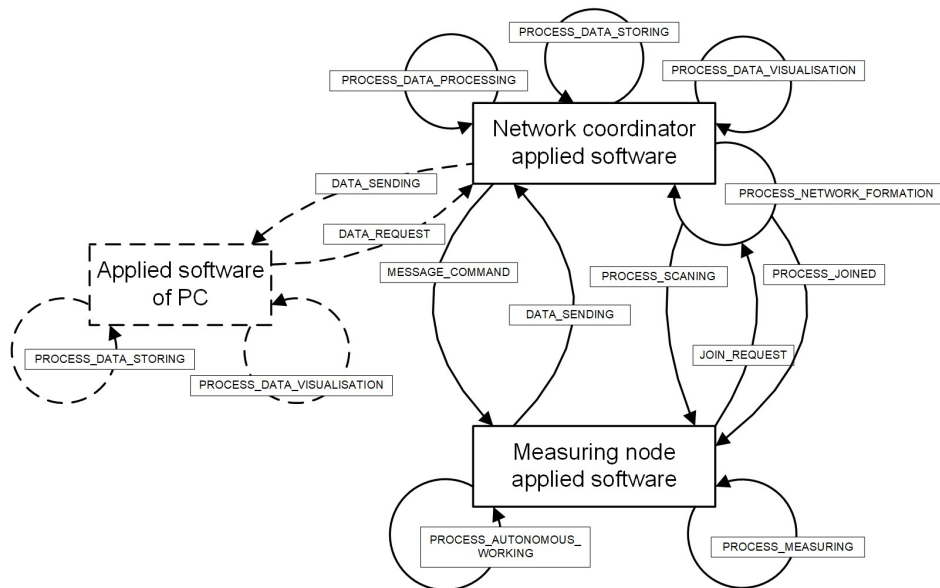 PROCESS_DATA_STORING
PROCESS_DATA_PROCESSING
PROCESS_DATA_VISUALISATION
Network coordinator
applied software
DATA_SENDING
PROCESS_NETWORK_FORMATION
DATA_REQUEST
Applied software
of PC
MESSAGE_COMMAND
PROCESS_SCANING
PROCESS_JOINED
DATA_SENDING
PROCESS_DATA_STORING
JOIN_REQUEST
PROCESS_DATA_VISUALISATION
Measuring node
applied software
PROCESS_AUTONOMOUS_
WORKING
PROCESS_MEASURING